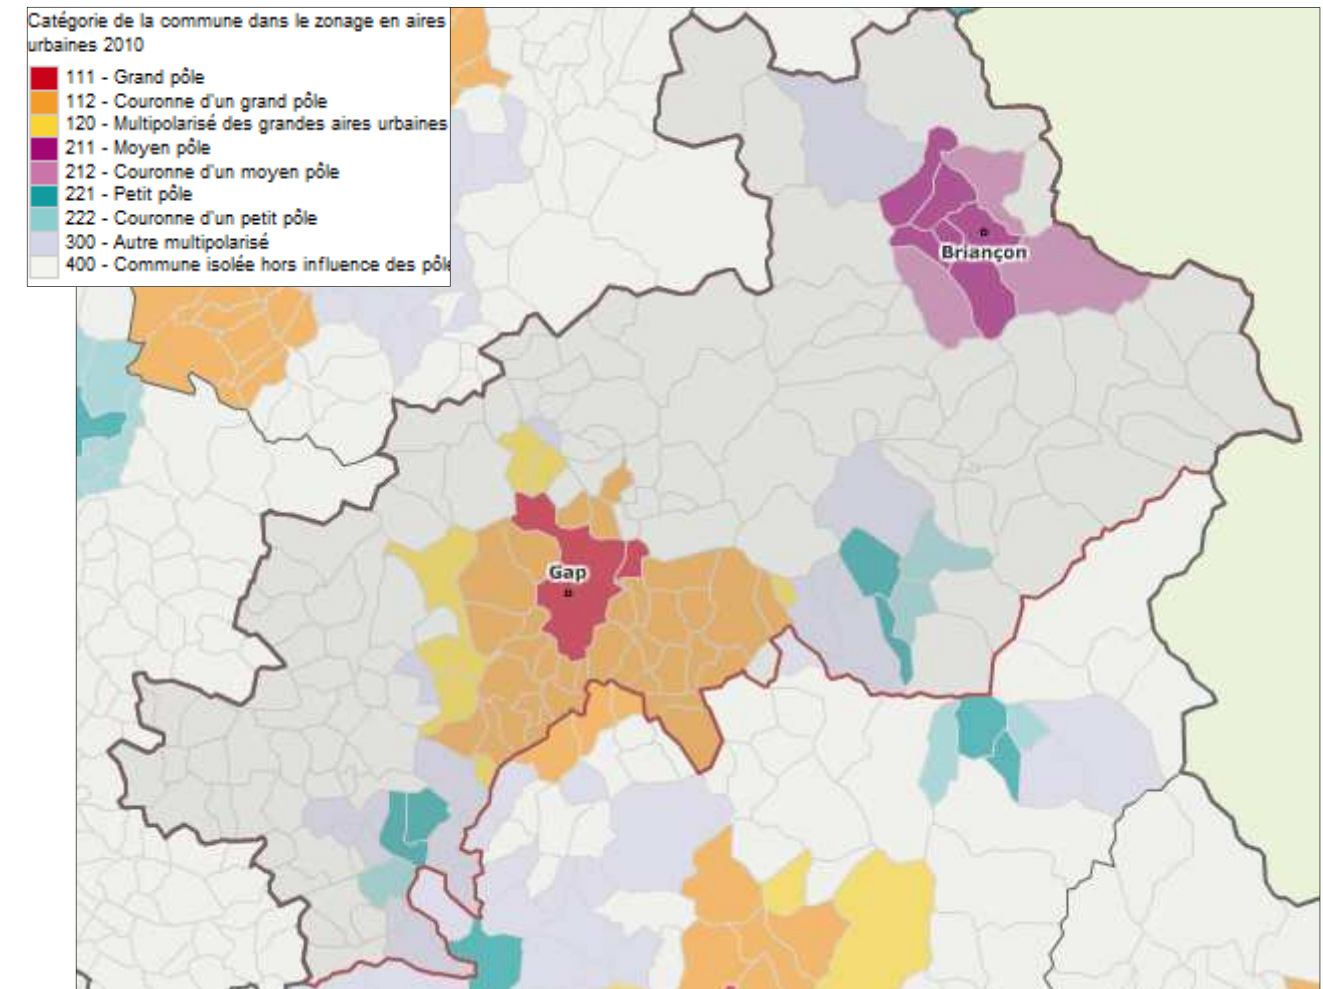 Catégorie de la commune dans le zonage en aires
urbaines 2010
111 - Grand pôle
112 - Couronne d'un grand pôle
120 - Multipolarisé des grandes aires urbaines
211 - Moyen pôle
212 - Couronne d'un moyen pôle
221 - Petit pôle
222 - Couronne d'un petit pôle
300 - Autre multipolarisé
400 - Commune isolée hors influence des pôle
Briançon
Gap